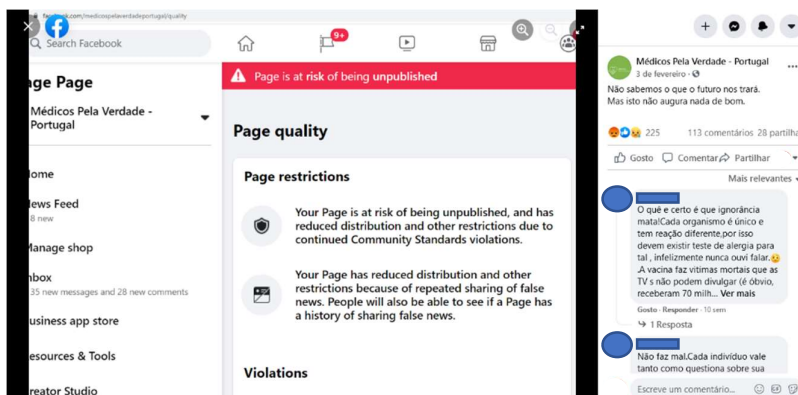 facebook.com/medicospelaverdadeportugal/quality
Search Facebook
9+
Page is at risk of being unpublished
age Page
Médicos Pela Verdade -
Portugal
ome
ews Feed
8 new
Manage shop
nbox
35 new messages and 28 new comments
usiness app store
esources & Tools
reator Studio
Page quality
Page restrictions
Your Page is at risk of being unpublished, and has
reduced distribution and other restrictions due to
continued Community Standards violations.
Your Page has reduced distribution and other
restrictions because of repeated sharing of false
news. People will also be able to see if a Page has
a history of sharing false news.
Violations
Médicos Pela Verdade - Portugal
3 de fevereiro ·
Não sabemos o que o futuro nos trará.
Mas isto não augura nada de bom.
225 113 comentários 28 partilha
Gosto Comentar Partilhar
Mais relevantes
O quê e certo é que ignorância
mata!Cada organismo é único e
tem reação diferente,por isso
devem existir teste de alergia para
tal , infelizmente nunca ouvi falar.
.A vacina faz vitimas mortais que as
TV s não podem divulgar (é óbvio,
receberam 70 milh... Ver mais
Gosto · Responder · 10 sem
1 Resposta
Não faz mal.Cada indivíduo vale
tanto como questiona sobre sua
Escreve um comentário...